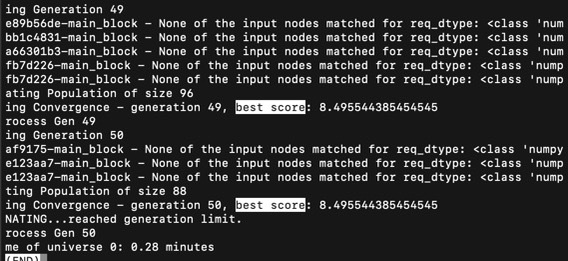 ing Generation 49
e89b56de-main_block – None of the input nodes matched for req_dtype: <class 'num
bb1c4831-main_block – None of the input nodes matched for req_dtype: <class 'num
a66301b3-main_block – None of the input nodes matched for req_dtype: <class 'num
fb7d226-main_block – None of the input nodes matched for req_dtype: <class 'nump
fb7d226-main_block – None of the input nodes matched for req_dtype: <class 'nump
ating Population of size 96
ing Convergence – generation 49, best score: 8.495544385454545
rocess Gen 49
ing Generation 50
af9175-main_block – None of the input nodes matched for req_dtype: <class 'numpy
e123aa7-main_block – None of the input nodes matched for req_dtype: <class 'nump
e123aa7-main_block – None of the input nodes matched for req_dtype: <class 'nump
ting Population of size 88
ing Convergence – generation 50, best score: 8.495544385454545
NATING...reached generation limit.
rocess Gen 50
me of universe 0: 0.28 minutes
(END)